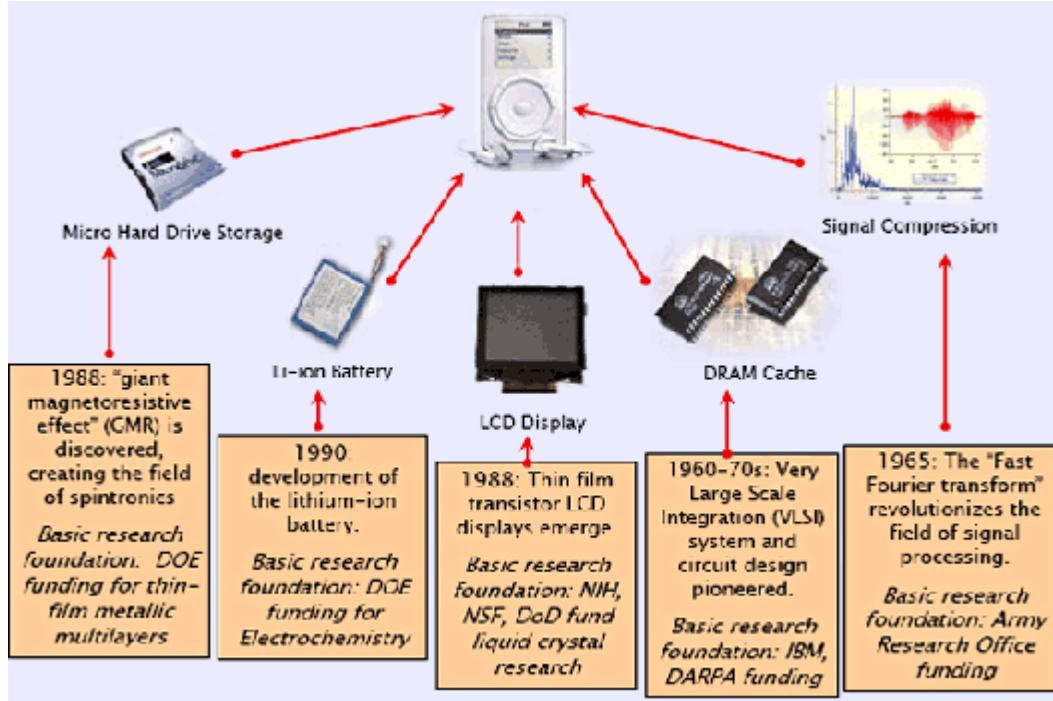 Micro Hard Drive Storage
Signal Compression
Li-Ion Battery
DRAM Cache
LCD Display
1988: "giant
magnetoresistive
effect" (GMR) is
discovered,
creating the field
of spintronics
Basic research
foundation: DOE
funding for thin-
film metallic
multilayers
1990:
development of
the lithium-ion
battery.
Basic research
foundation: DOE
funding for
Electrochemistry
1988: Thin film
transistor LCD
displays emerge.
Basic research
foundation: NIH,
NSF, DoD fund
liquid crystal
research
1960-70s: Very
Large Scale
Integration (VLSI)
system and
circuit design
pioneered.
Basic research
foundation: IBM,
DARPA funding
1965: The "Fast
Fourier transform"
revolutionizes the
field of signal
processing.
Basic research
foundation: Army
Research Office
funding